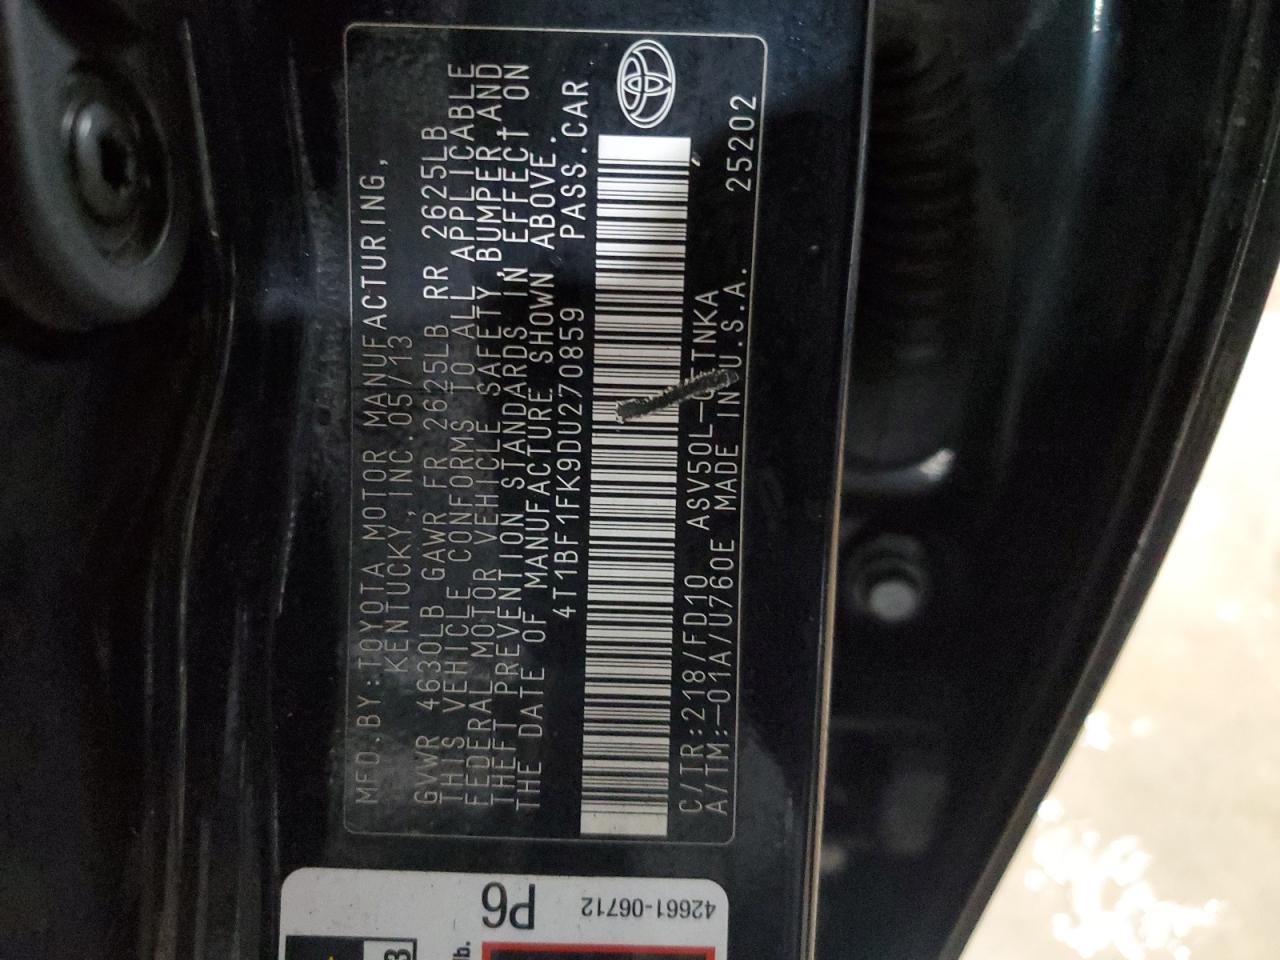 MFD.BY:TOYOTA MOTOR MANUFACTURING,
KENTUCKY,INC. 05/13
GVWR 4630LB GAWR FR 2625LB RR 2625LB
THIS VEHICLE CONFORMS TO ALL APPLICABLE
FEDERAL MOTOR VEHICLE SAFETY, BUMPER, AND
THEFT PREVENTION STANDARDS IN EFFECT ON
THE DATE OF MANUFACTURE SHOWN ABOVE.
4T1BF1FK9DU270859 PASS.CAR
C/TR:218/FD10 ASV50L-
A/TM:-01A/U760E MADE IN U.S.A. 25202
P6
42661-06712
lb.